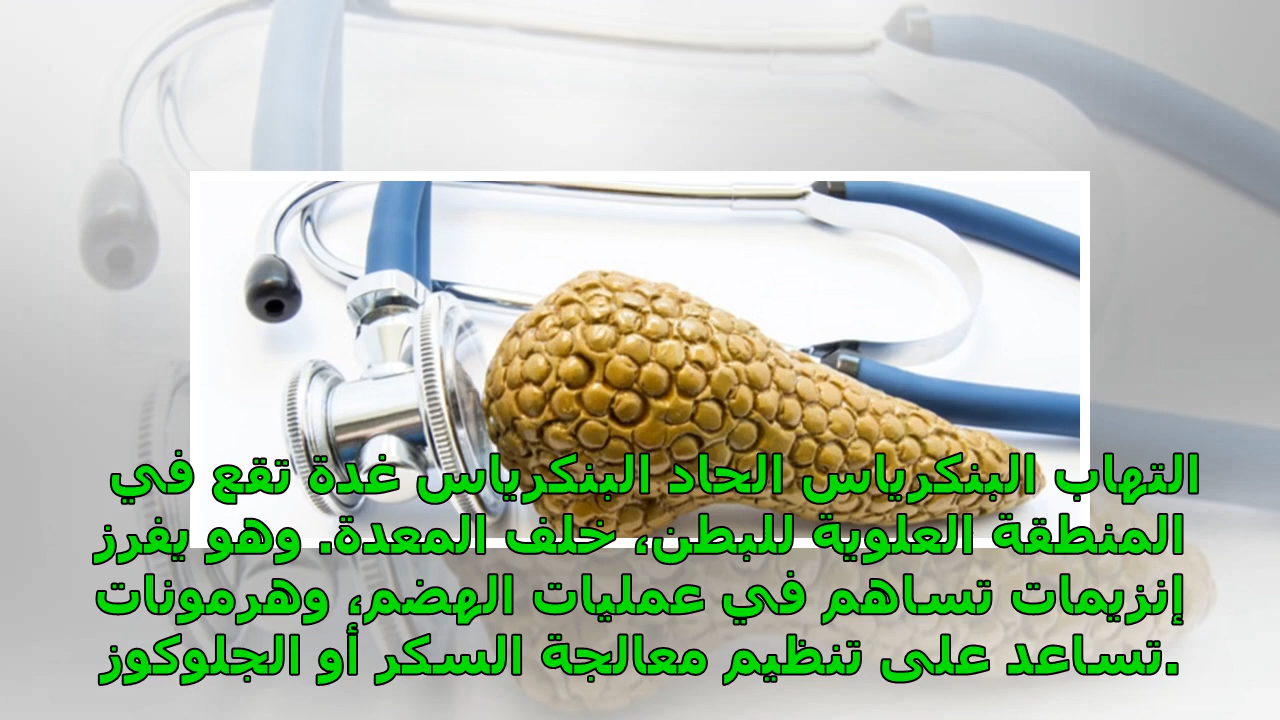 التهاب البنكرياس الحاد البنكرياس غدة تقع في
المنطقة العلوية للبطن، خلف المعدة. وهو يفرز
إنزيمات تساهم في عمليات الهضم، وهرمونات
تساعد على تنظيم معالجة السكر أو الجلوكوز.